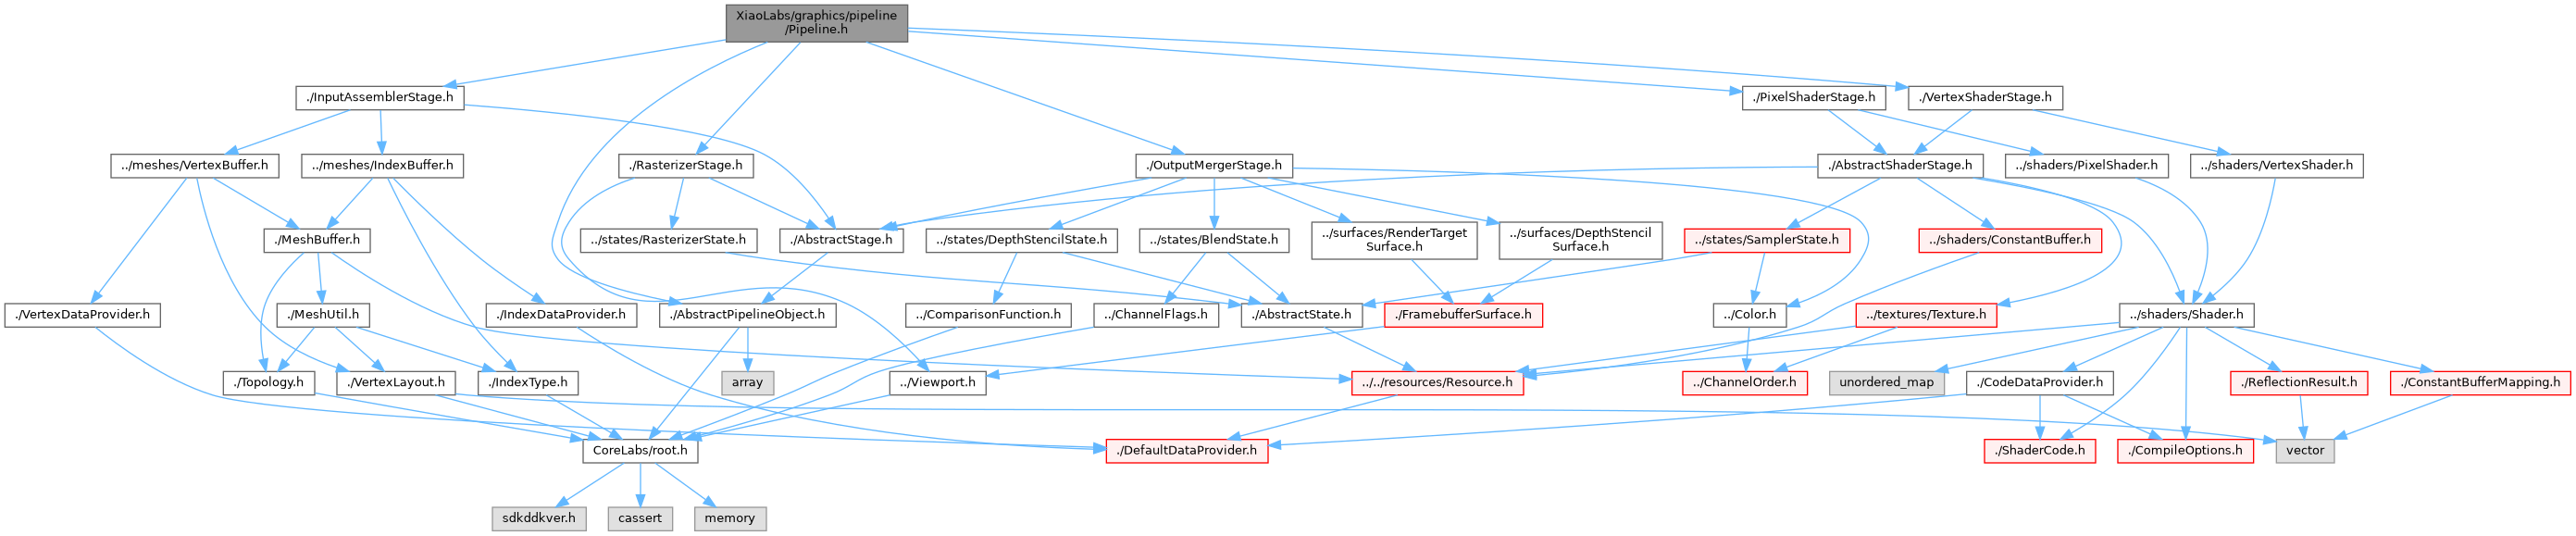 XiaoLabs/graphics/pipeline
/Pipeline.h
./InputAssemblerStage.h
./PixelShaderStage.h
./VertexShaderStage.h
../meshes/VertexBuffer.h
../meshes/IndexBuffer.h
./RasterizerStage.h
./OutputMergerStage.h
./AbstractShaderStage.h
../shaders/PixelShader.h
../shaders/VertexShader.h
./MeshBuffer.h
../states/RasterizerState.h
./AbstractStage.h
../states/DepthStencilState.h
../states/BlendState.h
../surfaces/RenderTarget
Surface.h
../surfaces/DepthStencil
Surface.h
../states/SamplerState.h
../shaders/ConstantBuffer.h
./VertexDataProvider.h
./MeshUtil.h
./IndexDataProvider.h
./AbstractPipelineObject.h
../ComparisonFunction.h
../ChannelFlags.h
./AbstractState.h
./FramebufferSurface.h
../Color.h
../textures/Texture.h
../shaders/Shader.h
./Topology.h
./VertexLayout.h
./IndexType.h
array
../Viewport.h
../../resources/Resource.h
../ChannelOrder.h
unordered_map
./CodeDataProvider.h
./ReflectionResult.h
./ConstantBufferMapping.h
CoreLabs/root.h
./DefaultDataProvider.h
./ShaderCode.h
./CompileOptions.h
vector
sdkddkver.h
cassert
memory